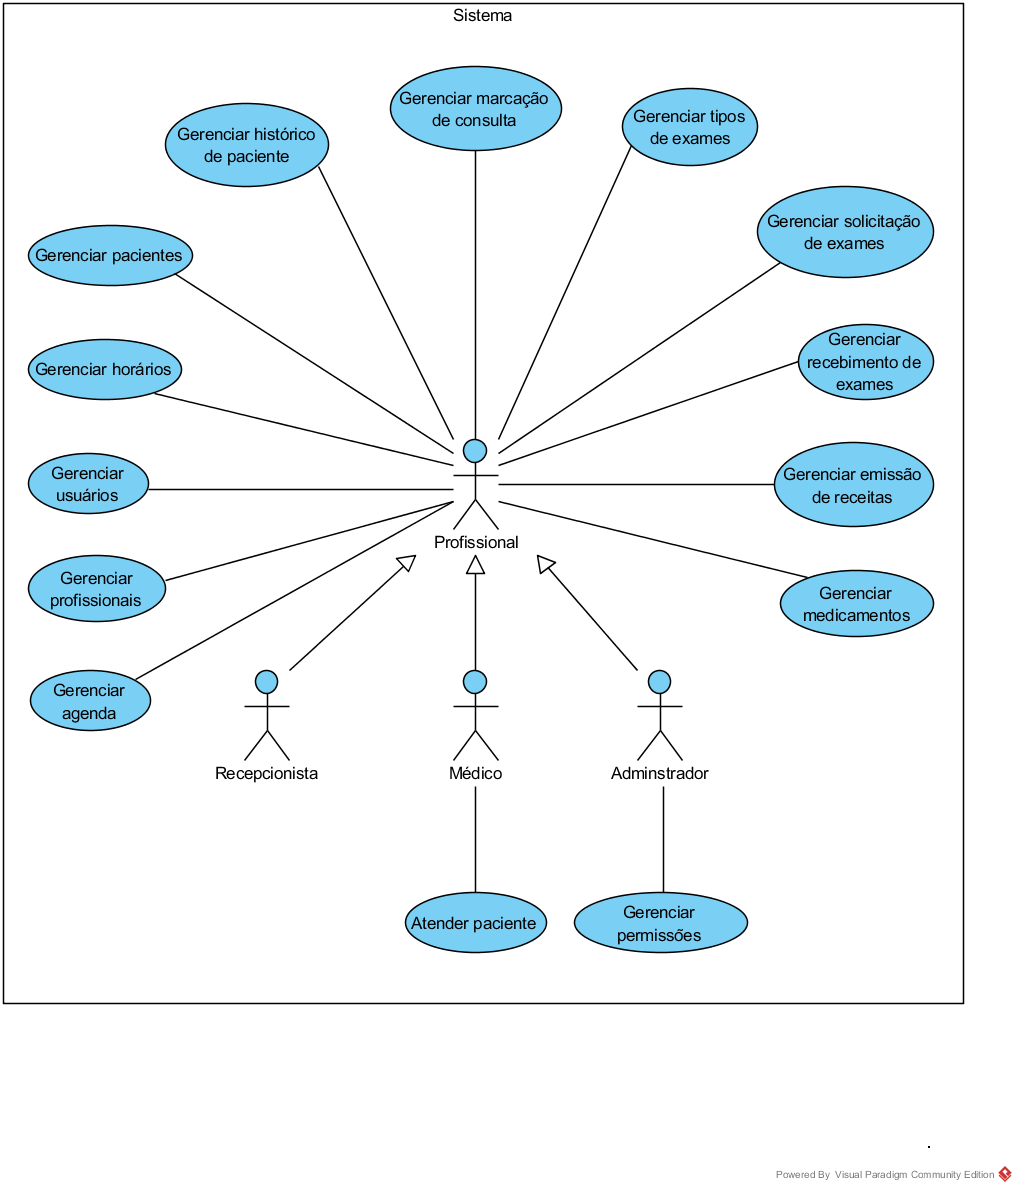 Sistema
Gerenciar marcação
de consulta
Gerenciar tipos
de exames
Gerenciar histórico
de paciente
Gerenciar solicitação
de exames
Gerenciar pacientes
Gerenciar
recebimento de
exames
Gerenciar horários
Gerenciar
usuários
Gerenciar emissão
de receitas
Profissional
Gerenciar
profissionais
Gerenciar
medicamentos
Gerenciar
agenda
Recepcionista
Médico
Adminstrador
Atender paciente
Gerenciar
permissões
Powered By Visual Paradigm Community Edition